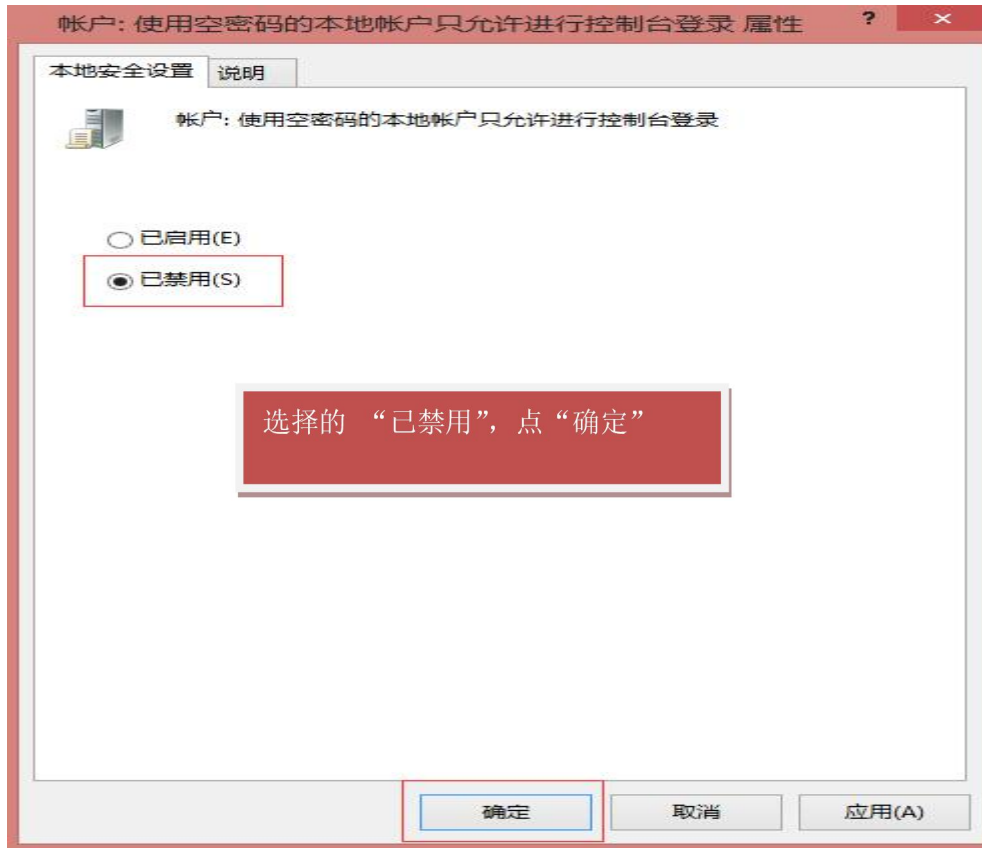 帐户: 使用空密码的本地帐户只允许进行控制台登录 属性 ? ×
本地安全设置 说明
帐户: 使用空密码的本地帐户只允许进行控制台登录
已启用(E)
已禁用(S)
选择的 “已禁用”, 点“确定”
确定 取消 应用(A)